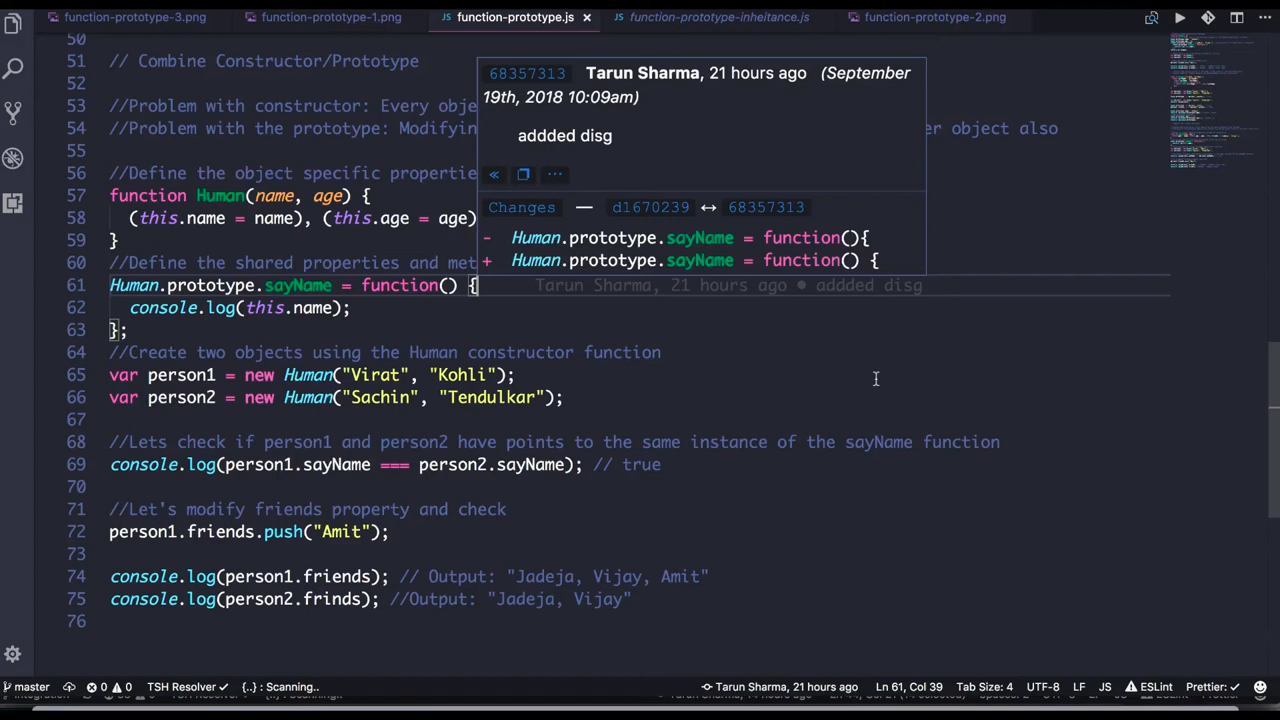 function-prototype-3.png function-prototype-1.png function-prototype.js × function-prototype-inheitance.js function-prototype-2.png
50
51 // Combine Constructor/Prototype
52
53 //Problem with constructor: Every obje
54 //Problem with the prototype: Modifyin er object also
55
56 //Define the object specific propertie
57 function Human(name, age) {
58 (this.name = name), (this.age = age)
59 }
60 //Define the shared properties and met
61 Human.prototype.sayName = function() { Tarun Sharma, 21 hours ago • addded disg
62 console.log(this.name);
63 };
64 //Create two objects using the Human constructor function
65 var person1 = new Human("Virat", "Kohli");
66 var person2 = new Human("Sachin", "Tendulkar");
67
68 //Lets check if person1 and person2 have points to the same instance of the sayName function
69 console.log(person1.sayName === person2.sayName); // true
70
71 //Let's modify friends property and check
72 person1.friends.push("Amit");
73
74 console.log(person1.friends); // Output: "Jadeja, Vijay, Amit"
75 console.log(person2.frinds); //Output: "Jadeja, Vijay"
76
68357313 Tarun Sharma, 21 hours ago (September
19th, 2018 10:09am)
addded disg
« ···
Changes — d1670239 ↔ 68357313
- Human.prototype.sayName = function(){
+ Human.prototype.sayName = function() {
master 0 0 TSH Resolver ✓ {..} : Scanning.. Tarun Sharma, 21 hours ago Ln 61, Col 39 Tab Size: 4 UTF-8 LF JS ESLint Prettier: ✓